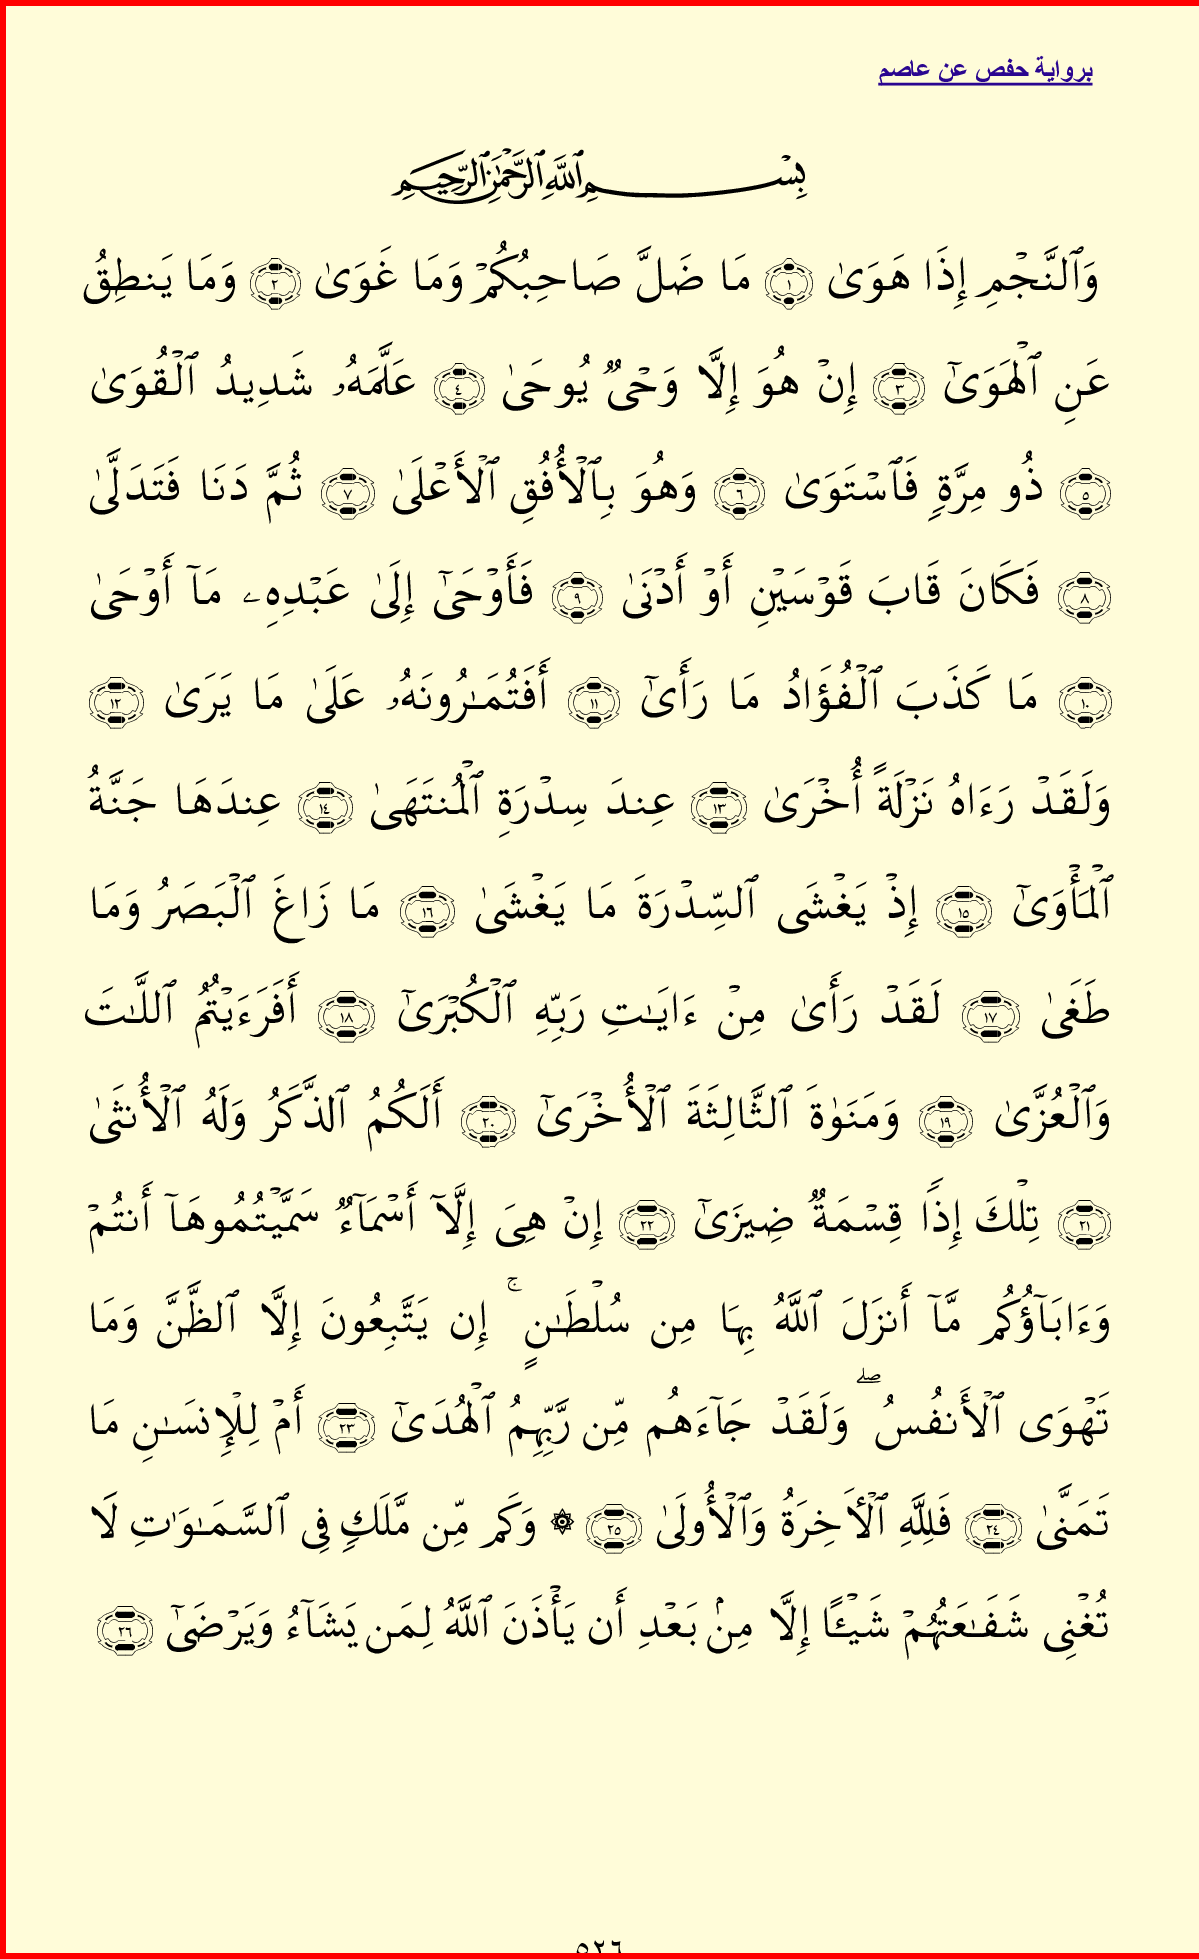 برواية حفص عن عاصم
بِسْمِ ٱللَّهِ ٱلرَّحْمَٰنِ ٱلرَّحِيمِ
وَٱلنَّجْمِ إِذَا هَوَىٰ ١ مَا ضَلَّ صَاحِبُكُمْ وَمَا غَوَىٰ ٢ وَمَا يَنطِقُ
عَنِ ٱلْهَوَىٰٓ ٣ إِنْ هُوَ إِلَّا وَحْىٌ يُوحَىٰ ٤ عَلَّمَهُۥ شَدِيدُ ٱلْقُوَىٰ
٥ ذُو مِرَّةٍ فَٱسْتَوَىٰ ٦ وَهُوَ بِٱلْأُفُقِ ٱلْأَعْلَىٰ ٧ ثُمَّ دَنَا فَتَدَلَّىٰ
٨ فَكَانَ قَابَ قَوْسَيْنِ أَوْ أَدْنَىٰ ٩ فَأَوْحَىٰٓ إِلَىٰ عَبْدِهِۦ مَآ أَوْحَىٰ
١٠ مَا كَذَبَ ٱلْفُؤَادُ مَا رَأَىٰٓ ١١ أَفَتُمَـٰرُونَهُۥ عَلَىٰ مَا يَرَىٰ ١٢
وَلَقَدْ رَءَاهُ نَزْلَةً أُخْرَىٰ ١٣ عِندَ سِدْرَةِ ٱلْمُنتَهَىٰ ١٤ عِندَهَا جَنَّةُ
ٱلْمَأْوَىٰٓ ١٥ إِذْ يَغْشَى ٱلسِّدْرَةَ مَا يَغْشَىٰ ١٦ مَا زَاغَ ٱلْبَصَرُ وَمَا
طَغَىٰ ١٧ لَقَدْ رَأَىٰ مِنْ ءَايَـٰتِ رَبِّهِ ٱلْكُبْرَىٰٓ ١٨ أَفَرَءَيْتُمُ ٱللَّـٰتَ
وَٱلْعُزَّىٰ ١٩ وَمَنَوٰةَ ٱلثَّالِثَةَ ٱلْأُخْرَىٰٓ ٢٠ أَلَكُمُ ٱلذَّكَرُ وَلَهُ ٱلْأُنثَىٰ
٢١ تِلْكَ إِذًا قِسْمَةٌ ضِيزَىٰٓ ٢٢ إِنْ هِىَ إِلَّآ أَسْمَآءٌ سَمَّيْتُمُوهَآ أَنتُمْ
وَءَابَآؤُكُم مَّآ أَنزَلَ ٱللَّهُ بِهَا مِن سُلْطَـٰنٍ ۚ إِن يَتَّبِعُونَ إِلَّا ٱلظَّنَّ وَمَا
تَهْوَى ٱلْأَنفُسُ ۖ وَلَقَدْ جَآءَهُم مِّن رَّبِّهِمُ ٱلْهُدَىٰٓ ٢٣ أَمْ لِلْإِنسَـٰنِ مَا
تَمَنَّىٰ ٢٤ فَلِلَّهِ ٱلْأَخِرَةُ وَٱلْأُولَىٰ ٢٥ ۞ وَكَم مِّن مَّلَكٍ فِى ٱلسَّمَـٰوَٰتِ لَا
تُغْنِى شَفَـٰعَتُهُمْ شَيْـًٔا إِلَّا مِنۢ بَعْدِ أَن يَأْذَنَ ٱللَّهُ لِمَن يَشَآءُ وَيَرْضَىٰٓ ٢٦
٥٢٦